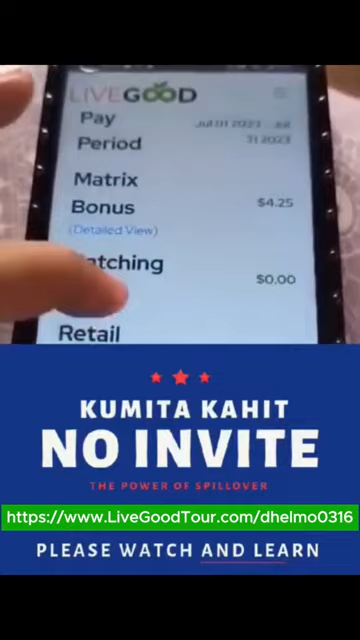 LIVEGOOD
Pay
Period
Jul 01 2023 - Jul
31 2023
Matrix
Bonus
$4.25
(Detailed View)
atching
$0.00
Retail
KUMITA KAHIT
NO INVITE
THE POWER OF SPILLOVER
https://www.LiveGoodTour.com/dhelmo0316
PLEASE WATCH AND LEARN